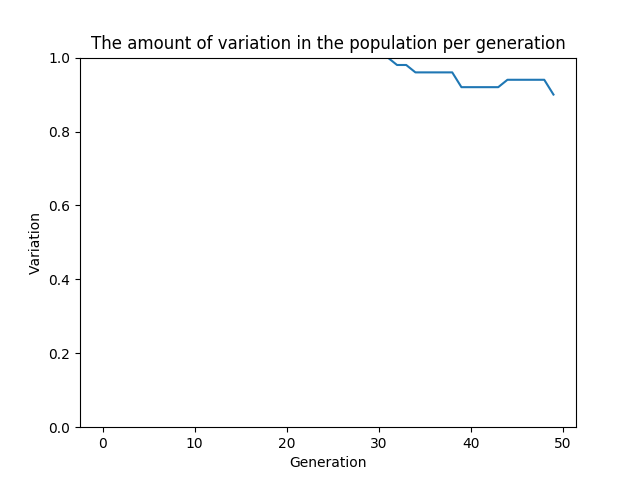 The amount of variation in the population per generation
1.0
0.8
0.6
0.4
0.2
0.0
Variation
0 10 20 30 40 50
Generation